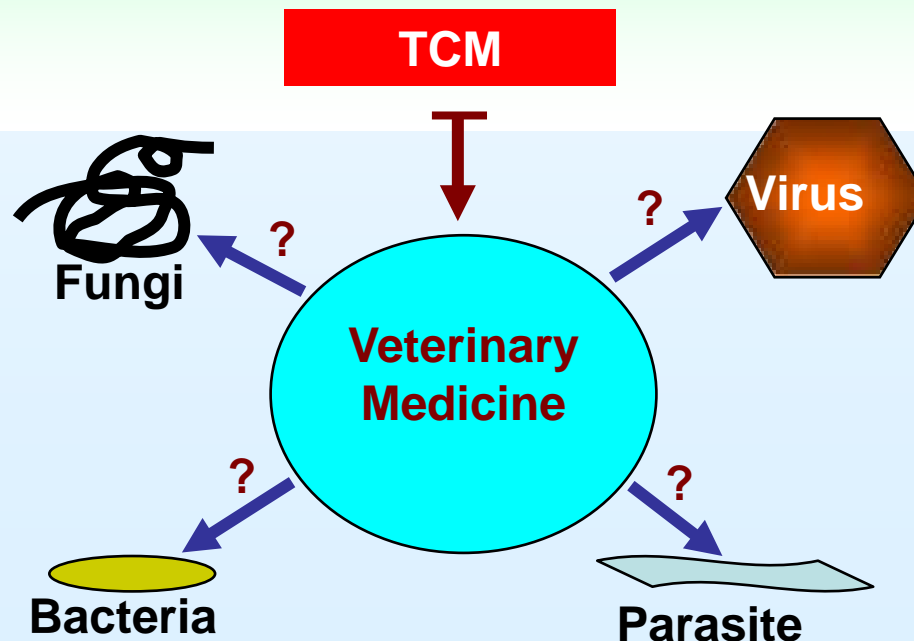 TCM
?
?
Virus
Fungi
Veterinary
Medicine
?
?
Bacteria
Parasite